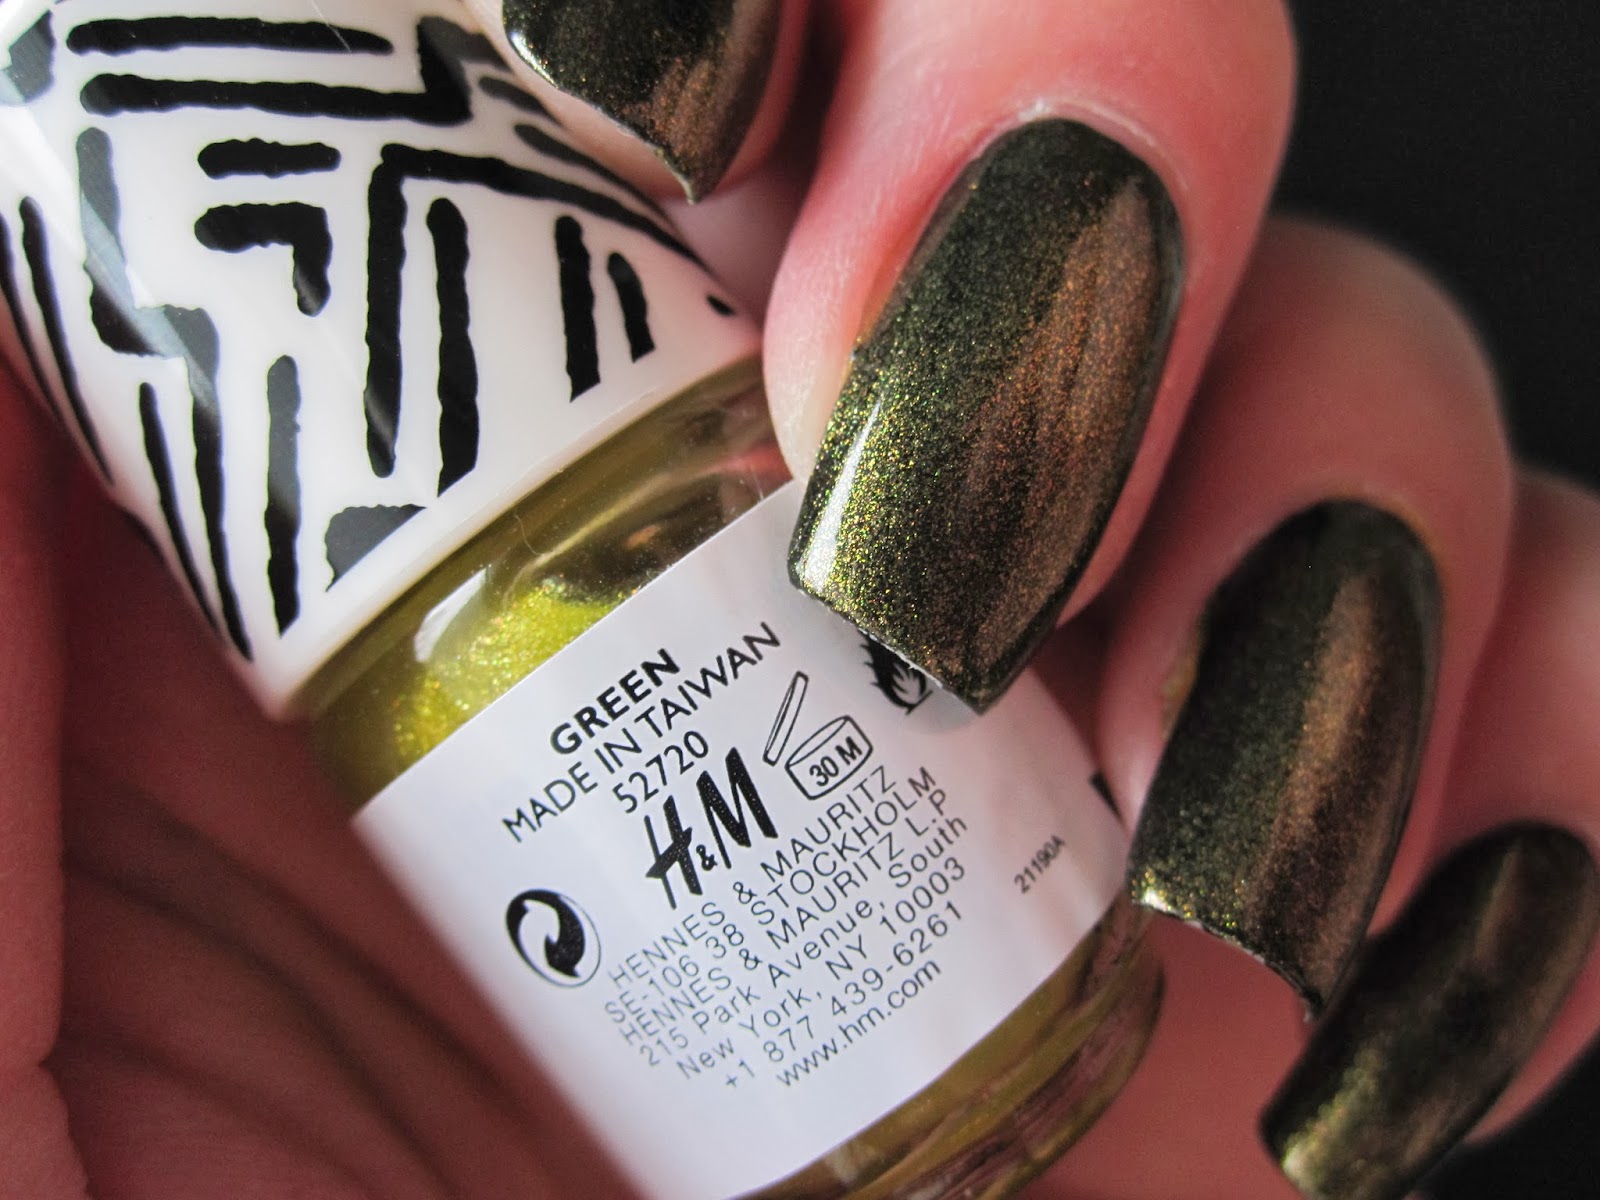 GREEN
MADE IN TAIWAN
52720
H&M
30 M
HENNES & MAURITZ
SE-106 38 STOCKHOLM
HENNES & MAURITZ L.P
215 Park Avenue, South
New York, NY 10003
+1 877 439-6261
www.hm.com
21190A